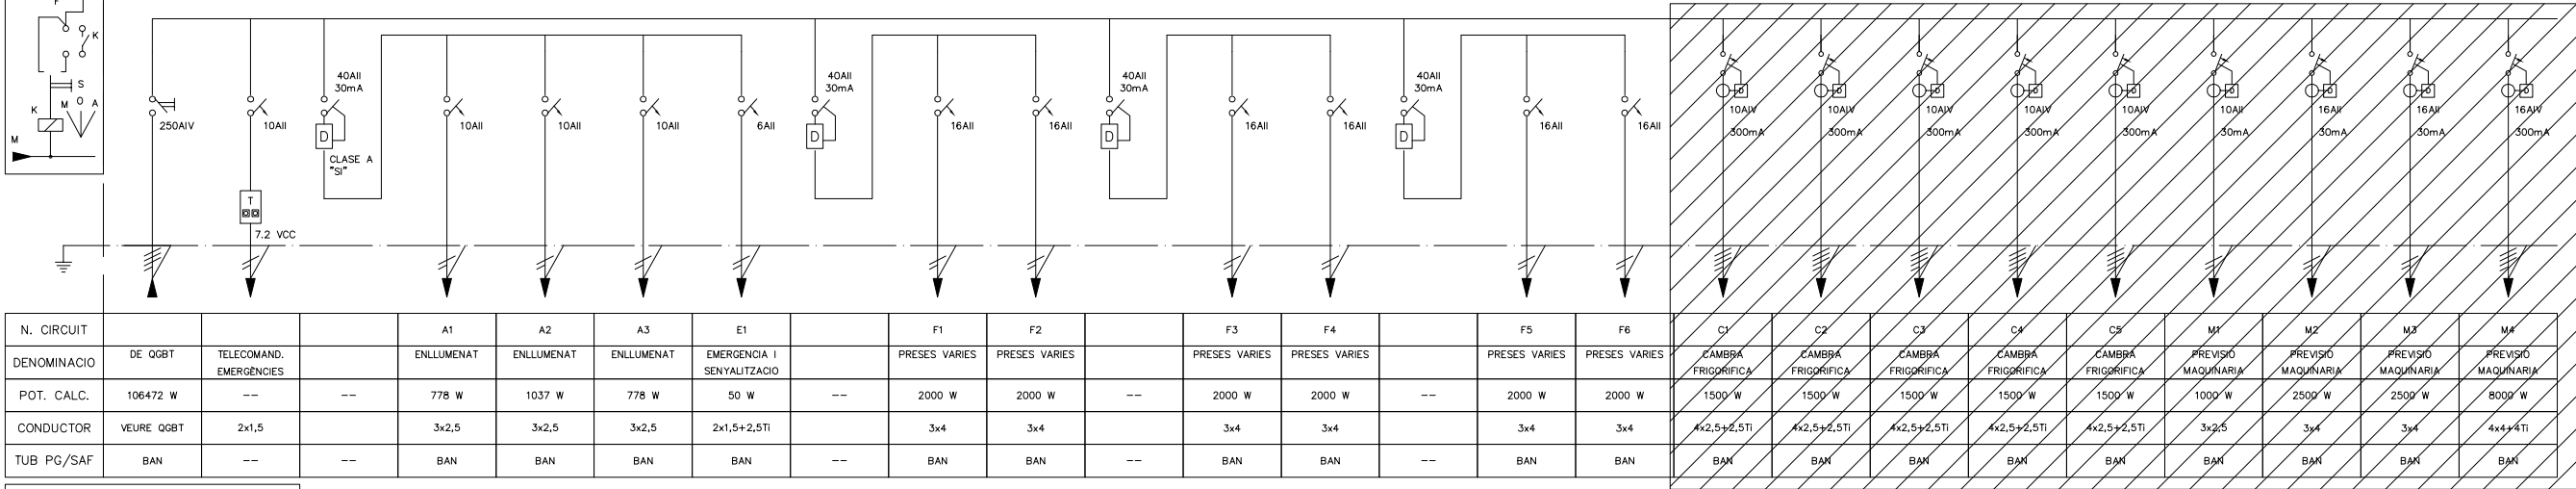 F
K
S
K M O A
M
250AIV
10AII
T
7.2 VCC
40AII
30mA
D
CLASE A
"SI"
10AII
10AII
10AII
6AII
40AII
30mA
D
16AII
16AII
40AII
30mA
D
16AII
16AII
40AII
30mA
D
16AII
16AII
D
10AIV
300mA
D
10AIV
300mA
D
10AIV
300mA
D
10AIV
300mA
D
10AIV
300mA
D
10AII
30mA
D
16AII
30mA
D
16AII
30mA
D
16AIV
300mA
N. CIRCUIT A1 A2 A3 E1 F1 F2 F3 F4 F5 F6 C1 C2 C3 C4 C5 M1 M2 M3 M4
DENOMINACIO
DE QGBT
TELECOMAND.
EMERGÈNCIES
ENLLUMENAT
ENLLUMENAT
ENLLUMENAT
EMERGENCIA I
SENYALITZACIO
PRESES VARIES
PRESES VARIES
PRESES VARIES
PRESES VARIES
PRESES VARIES
PRESES VARIES
CAMBRA
FRIGORIFICA
CAMBRA
FRIGORIFICA
CAMBRA
FRIGORIFICA
CAMBRA
FRIGORIFICA
CAMBRA
FRIGORIFICA
PREVISIO
MAQUINARIA
PREVISIO
MAQUINARIA
PREVISIO
MAQUINARIA
PREVISIO
MAQUINARIA
POT. CALC. 106472 W -- -- 778 W 1037 W 778 W 50 W -- 2000 W 2000 W -- 2000 W 2000 W -- 2000 W 2000 W 1500 W 1500 W 1500 W 1500 W 1500 W 1000 W 2500 W 2500 W 8000 W
CONDUCTOR VEURE QGBT 2x1,5 3x2,5 3x2,5 3x2,5 2x1,5+2,5Ti 3x4 3x4 3x4 3x4 3x4 3x4 4x2,5+2,5Ti 4x2,5+2,5Ti 4x2,5+2,5Ti 4x2,5+2,5Ti 4x2,5+2,5Ti 3x2,5 3x4 3x4 4x4+4Ti
TUB PG/SAF BAN -- -- BAN BAN BAN BAN -- BAN BAN -- BAN BAN -- BAN BAN BAN BAN BAN BAN BAN BAN BAN BAN BAN